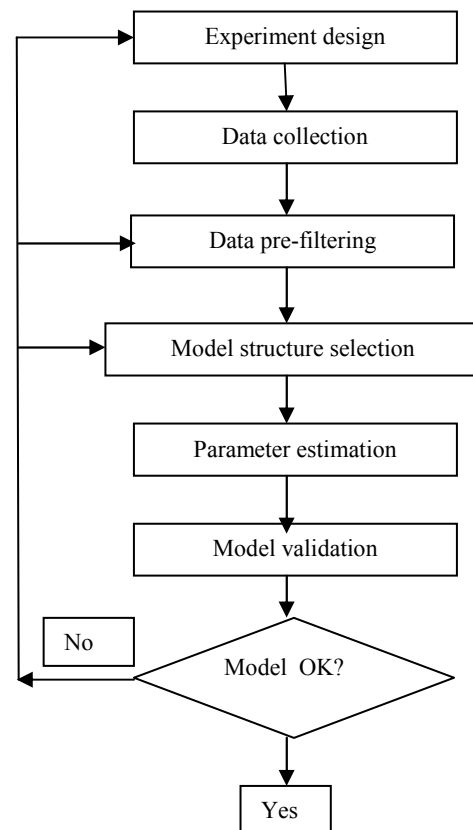 Experiment design
Data collection
Data pre-filtering
Model structure selection
Parameter estimation
Model validation
No
Model OK?
Yes